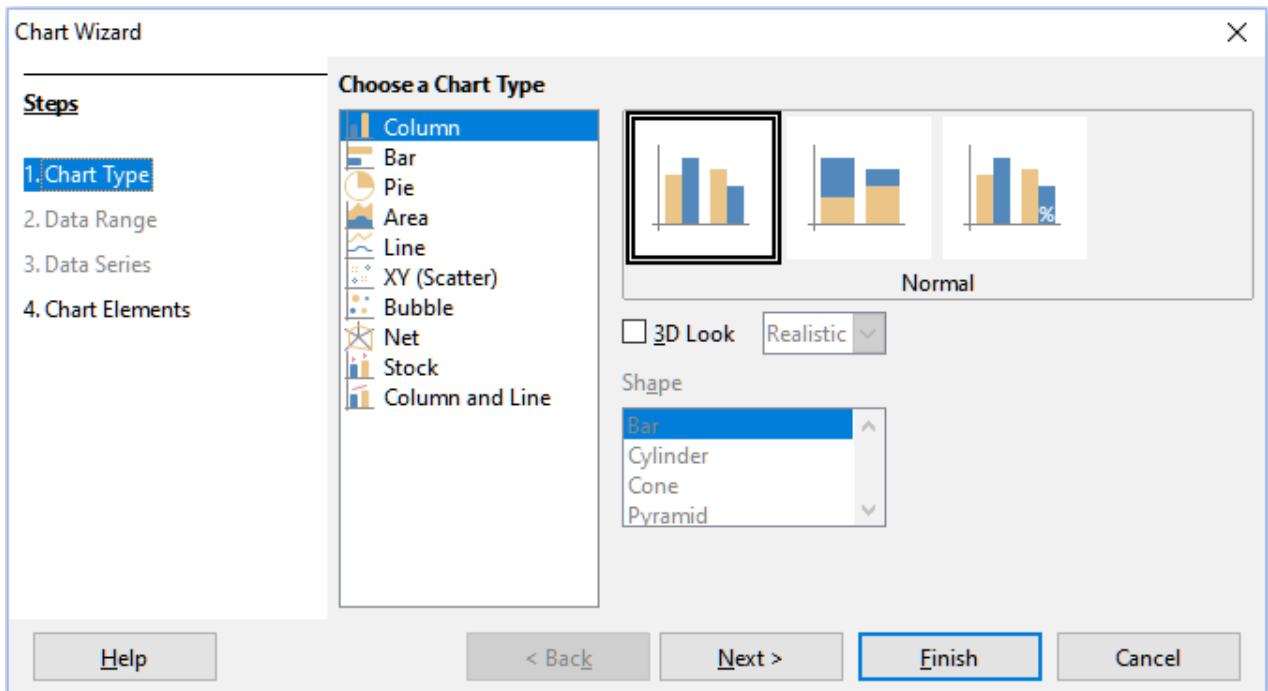 Chart Wizard
Steps
1. Chart Type
2. Data Range
3. Data Series
4. Chart Elements
Choose a Chart Type
Column
Bar
Pie
Area
Line
XY (Scatter)
Bubble
Net
Stock
Column and Line
%
Normal
3D Look
Realistic
Shape
Bar
Cylinder
Cone
Pyramid
Help
< Back
Next >
Finish
Cancel